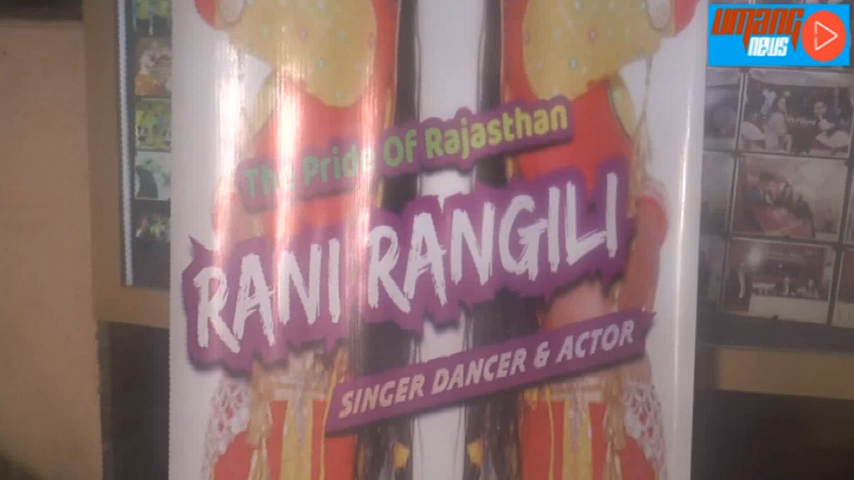 UMANG
NEWS
The Pride Of Rajasthan
RANI RANGILI
SINGER DANCER & ACTOR